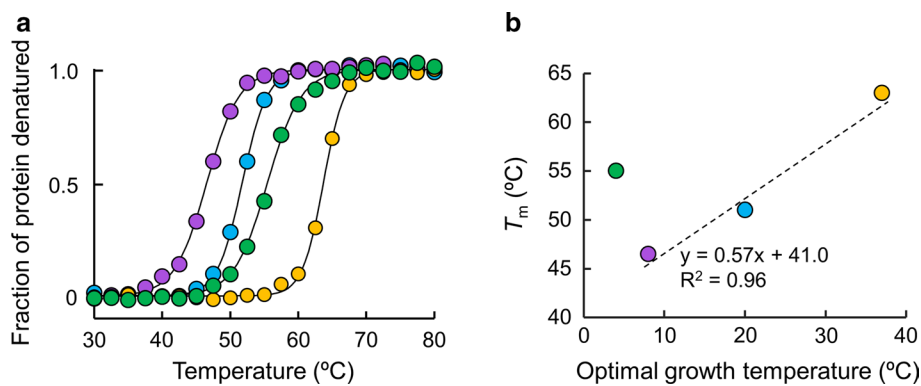 a
Fraction of protein denatured
1.0
0.5
0
30 40 50 60 70 80
Temperature (ºC)
b
Tm (ºC)
65
60
55
50
45
40
y = 0.57x + 41.0
R² = 0.96
0 10 20 30 40
Optimal growth temperature (ºC)